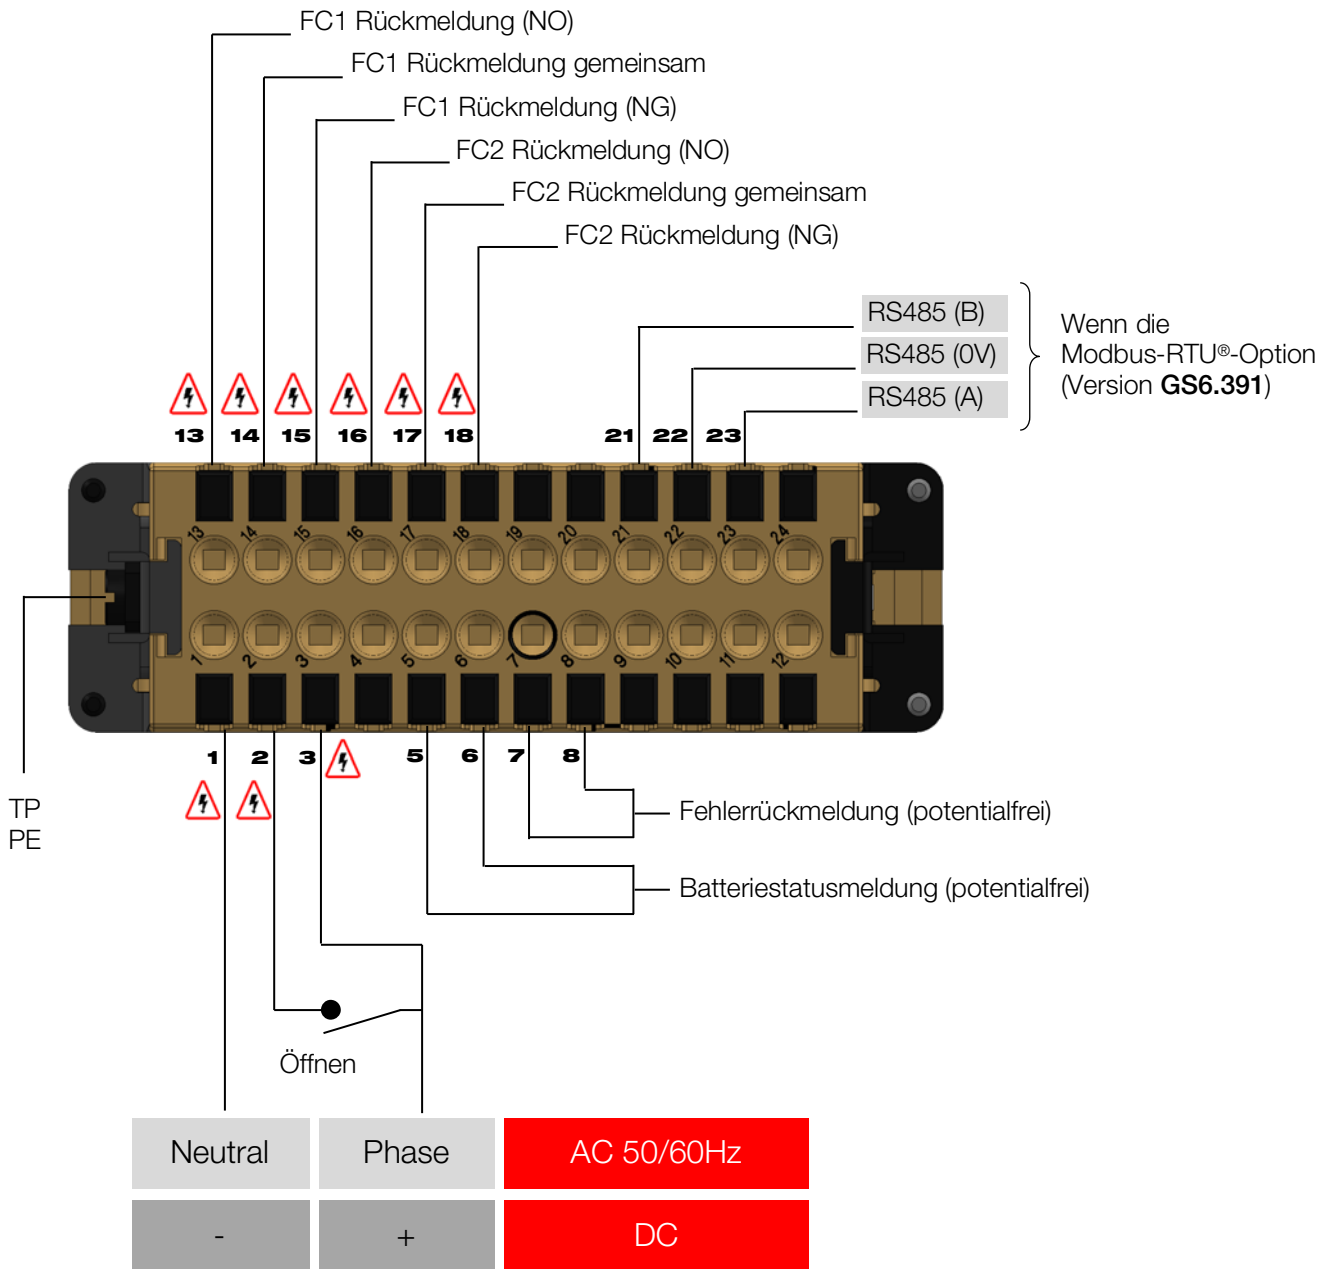 FC1 Rückmeldung (NO)
FC1 Rückmeldung gemeinsam
FC1 Rückmeldung (NG)
FC2 Rückmeldung (NO)
FC2 Rückmeldung gemeinsam
FC2 Rückmeldung (NG)
RS485 (B)
RS485 (0V)
RS485 (A)
Wenn die
Modbus-RTU®-Option
(Version GS6.391)
13 14 15 16 17 18 21 22 23
13 14 15 16 17 18 19 20 21 22 23 24
1 2 3 4 5 6 7 8 9 10 11 12
1 2 3 5 6 7 8
TP
PE
Fehlerrückmeldung (potentialfrei)
Batteriestatusmeldung (potentialfrei)
Öffnen
Neutral Phase AC 50/60Hz
- + DC